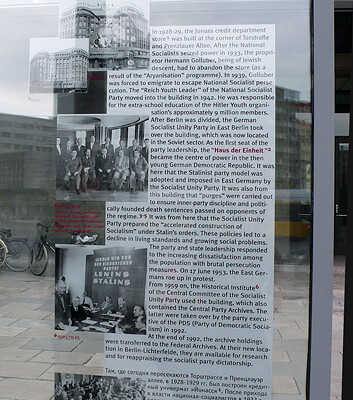 In 1928-29, the Jonass credit department
store¹ was built at the corner of Torstraße
and Prenzlauer Allee. After the National
Socialists seized power in 1933, the propri-
etor Hermann Golluber, being of Jewish
descent, had to abandon the store (as a
result of the "Aryanisation" programme). In 1939, Golluber
was forced to emigrate to escape National Socialist perse-
cution. The "Reich Youth Leader" of the National Socialist
Party moved into the building in 1942. He was responsible
for the extra-school education of the Hitler Youth organi-
sation's approximately 9 million members.
After Berlin was divided, the German
Socialist Unity Party in East Berlin took
over the building, which was now located
in the Soviet sector. As the first seat of the
party leadership, the "Haus der Einheit"²
became the centre of power in the then
young German Democratic Republic. It was
here that the Stalinist party model was
adopted and imposed in East Germany by
the Socialist Unity Party. It was also from
this building that "purges" were carried out
to ensure inner-party discipline and politi-
cally founded death sentences passed on opponents of
the regime. It was from here that the Socialist Unity
Party prepared the "accelerated construction of
Socialism" under Stalin's orders. These policies led to a
decline in living standards and growing social problems.
The party and state leadership responded
to the increasing dissatisfaction among
the population with brutal persecution
measures. On 17 June 1953, the East Ger-
mans roe up in protest.
From 1959 on, the Historical Institute⁶
of the Central Committee of the Socialist
Unity Party used the building, which also
contained the Central Party Archives. The
latter were taken over by the party execu-
tive of the PDS (Party of Democratic Socia-
lism) in 1992.
At the end of 1992, the archive holdings
were transferred to the Federal Archives. At their new loca-
tion in Berlin-Lichterfelde, they are available for research
and for reappraising the socialist party dictatorship.
LENINS
STALINS
Там, где сегодня пересекаются Торштрассе и Пренцлауэр
аллее, в 1928-1929 гг. был построен кредит-
ный универмаг «Йонасс». После прихода
к власти национал-социалистов в 1933 г.